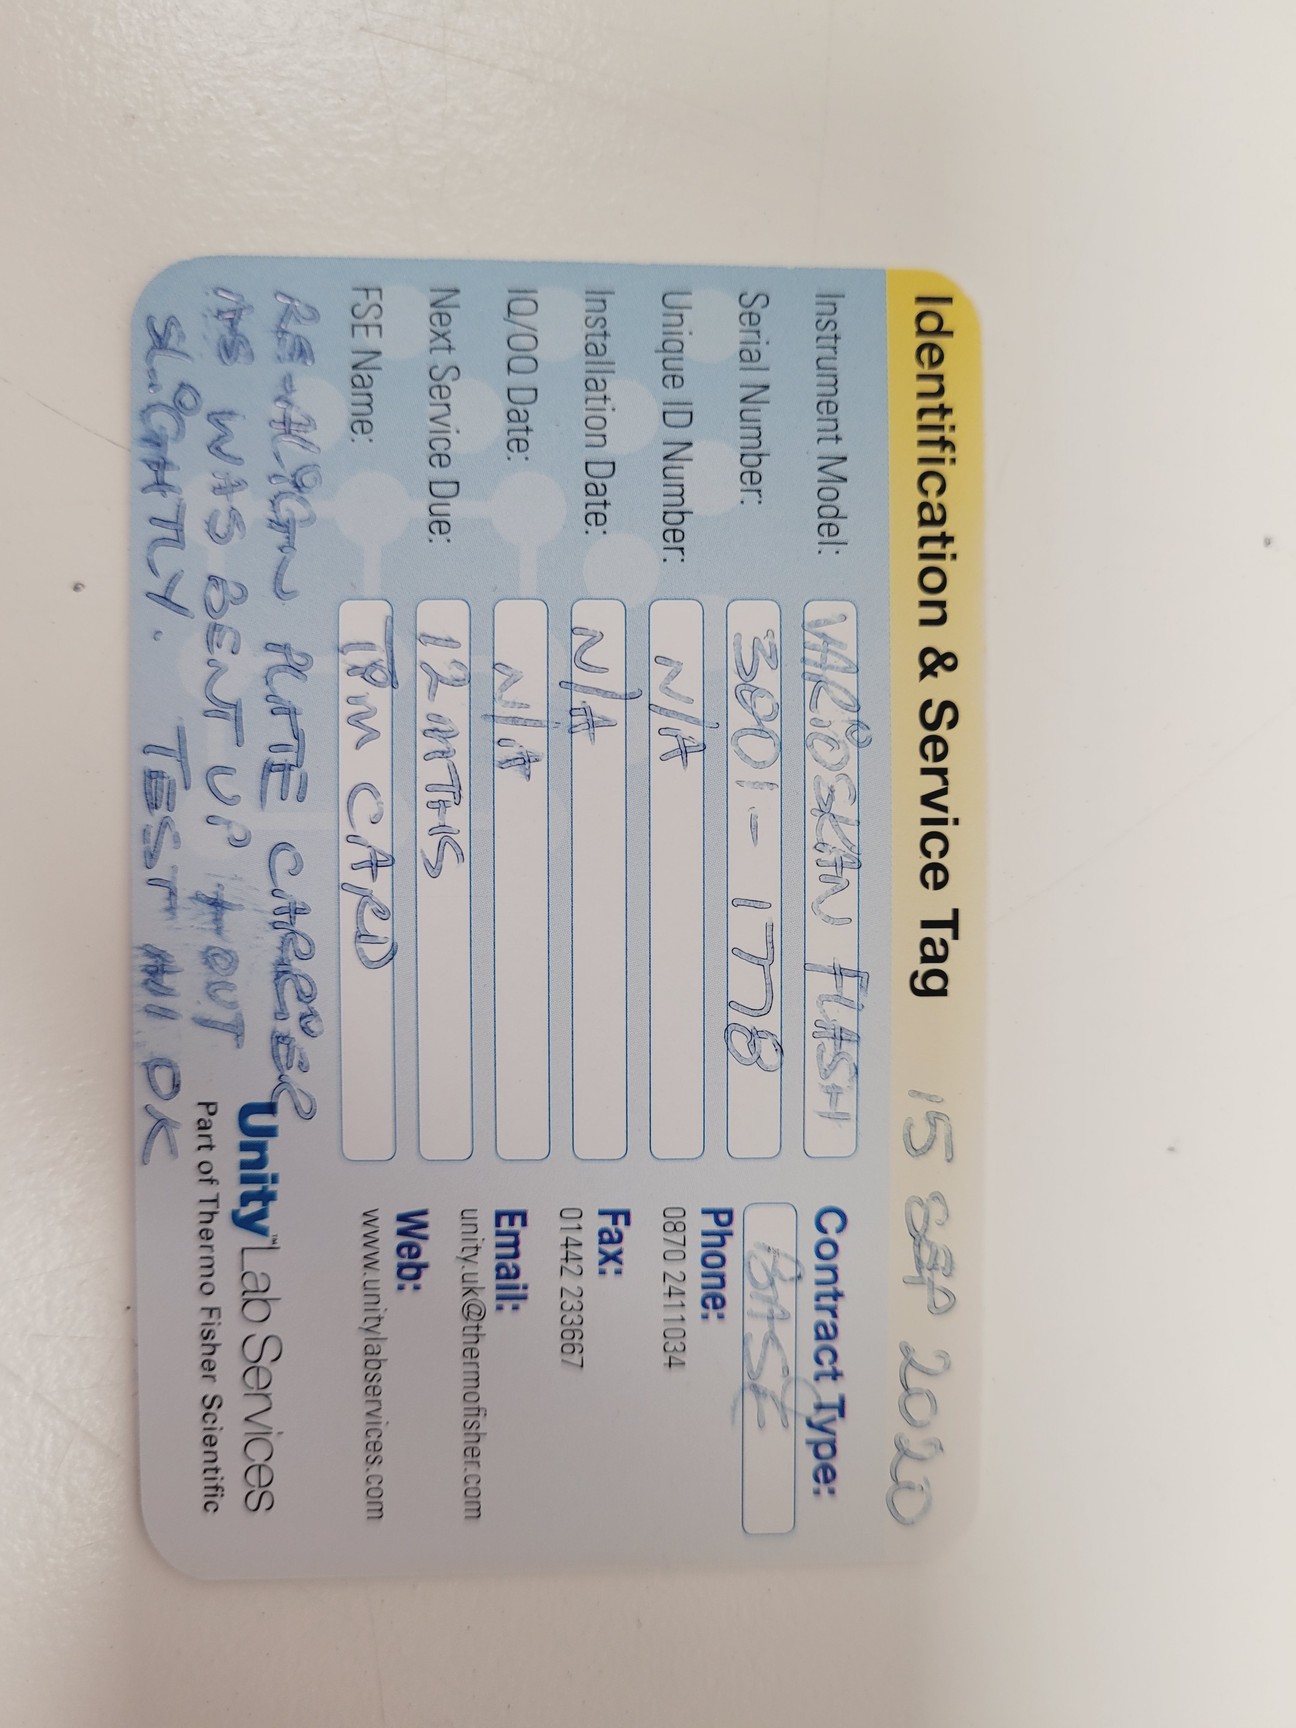 Identification & Service Tag 15 SEP 2020
Instrument Model: VARIOSKAN FLASH
Serial Number: 3001-1778
Unique ID Number: N/A
Installation Date: N/A
IQ/OQ Date: N/A
Next Service Due: 12 MTHS
FSE Name: TIM CARD
Contract Type:
BASE
Phone:
0870 2411034
Fax:
01442 233667
Email:
unity.uk@thermofisher.com
Web:
www.unitylabservices.com
RE-ALIGN PLATE CARRIER
AS WAS BENT UP + OUT
SLIGHTLY. TEST ALL OK
Unity™Lab Services
Part of Thermo Fisher Scientific